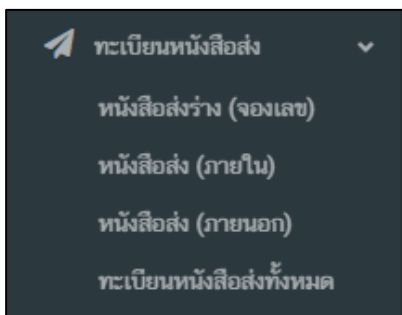 ทะเบียนหนังสือส่ง
หนังสือส่งร่าง (จองเลข)
หนังสือส่ง (ภายใน)
หนังสือส่ง (ภายนอก)
ทะเบียนหนังสือส่งทั้งหมด